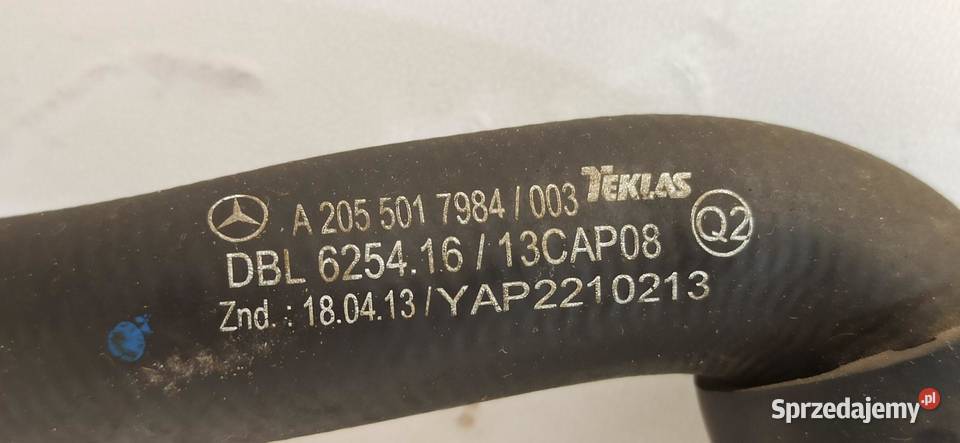 A 205 501 7984 / 003 TEKLAS
DBL 6254.16 / 13CAP08 Q2
Znd. : 18.04.13 / YAP2210213
Sprzedajemy.pl